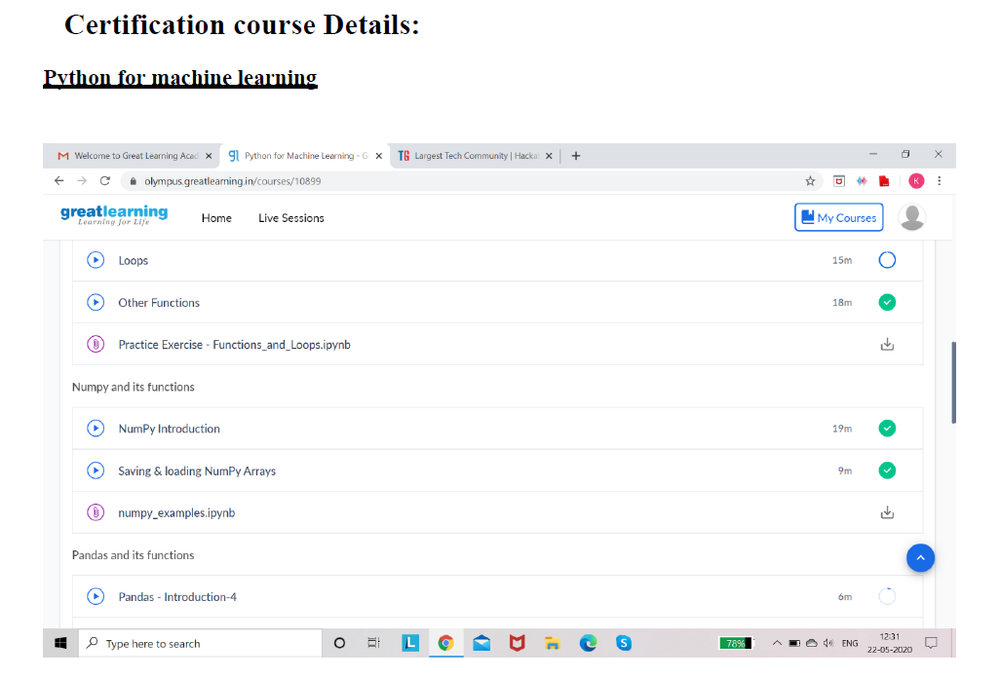 Certification course Details:
Python for machine learning
Welcome to Great Learning Acad
Python for Machine Learning - G
Largest Tech Community | Hacka
olympus.greatlearning.in/courses/10899
greatlearning
Learning for Life
Home
Live Sessions
My Courses
Loops 15m
Other Functions 18m
Practice Exercise - Functions_and_Loops.ipynb
Numpy and its functions
NumPy Introduction 19m
Saving & loading NumPy Arrays 9m
numpy_examples.ipynb
Pandas and its functions
Pandas - Introduction-4 6m
Type here to search
78%
ENG
12:31
22-05-2020